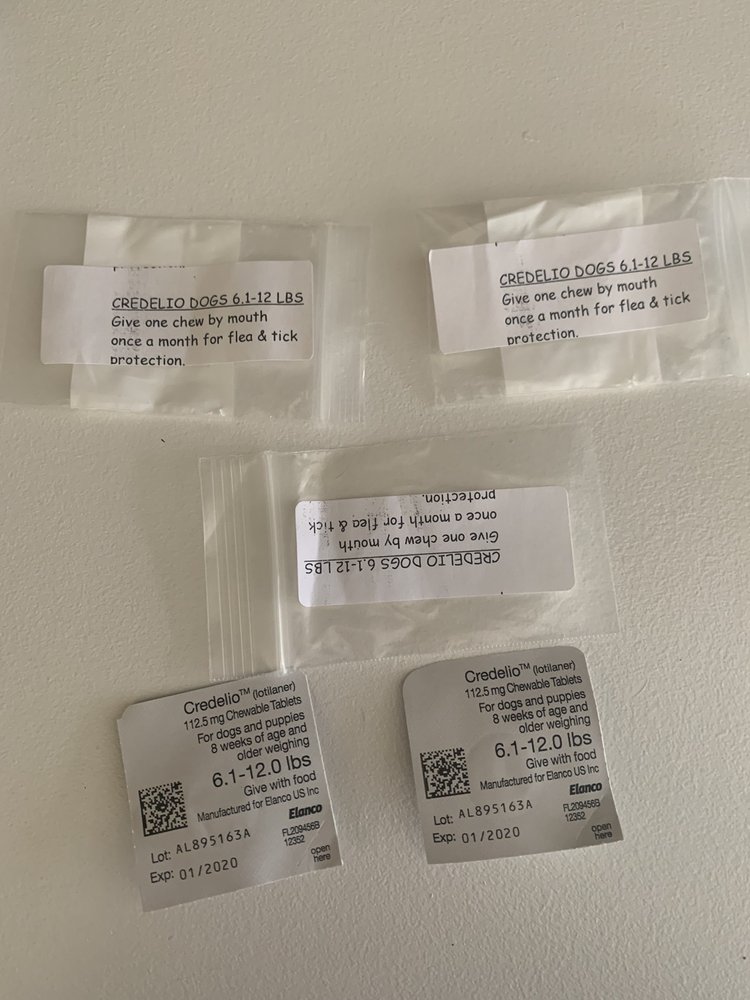 CREDELIO DOGS 6.1-12 LBS
Give one chew by mouth
once a month for flea & tick
protection.
CREDELIO DOGS 6.1-12 LBS
Give one chew by mouth
once a month for flea & tick
protection.
CREDELIO DOGS 6.1-12 LBS
Give one chew by mouth
once a month for flea & tick
protection.
Credelio™ (lotilaner)
112.5 mg Chewable Tablets
For dogs and puppies
8 weeks of age and
older weighing
6.1-12.0 lbs
Give with food
Manufactured for Elanco US Inc
Elanco
Lot: AL895163A
FL209456B
12352
Exp: 01/2020
open
here
Credelio™ (lotilaner)
112.5 mg Chewable Tablets
For dogs and puppies
8 weeks of age and
older weighing
6.1-12.0 lbs
Give with food
Manufactured for Elanco US Inc
Elanco
Lot: AL895163A
FL209456B
12352
Exp: 01/2020
open
here